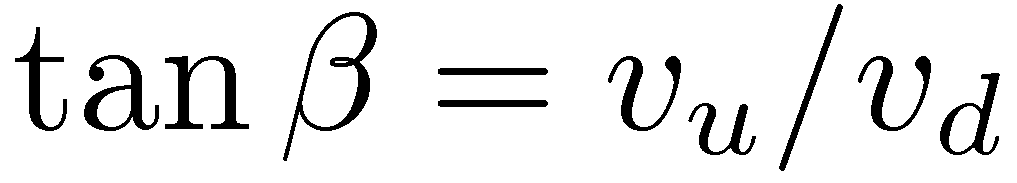 tan β = v_u/v_d